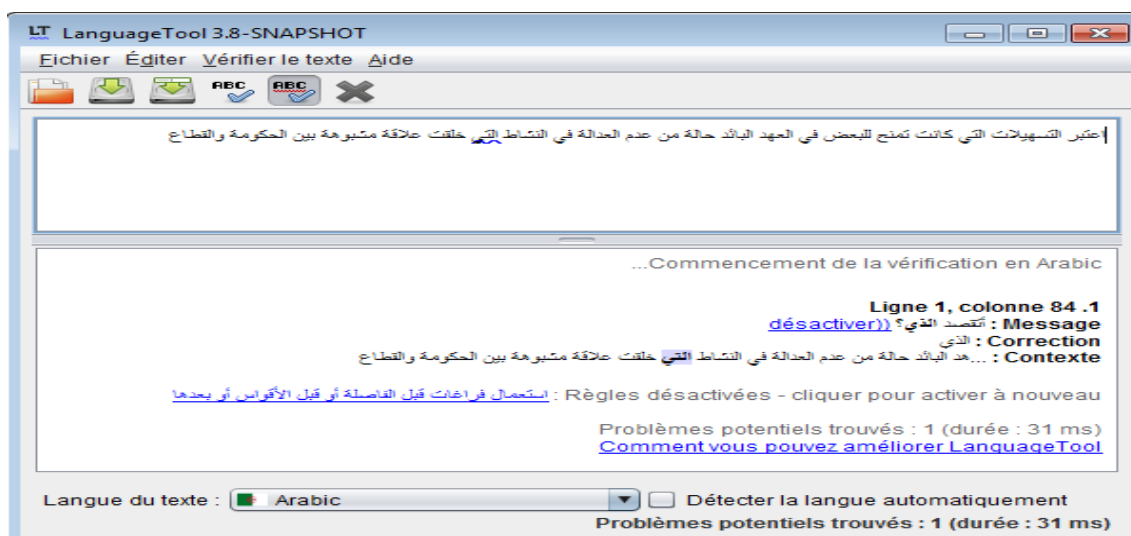 LT LanguageTool 3.8-SNAPSHOT
Fichier Éditer Vérifier le texte Aide
ABC ABC
اعتبر التسهيلات التي كانت تمنح للبعض في العهد البائد حالة من عدم العدالة في النشاط التي خلقت علاقة مشبوهة بين الحكومة والقطاع
...Commencement de la vérification en Arabic
Ligne 1, colonne 84 .1
Message : أتقصد الذي؟ ((désactiver
Correction : الذي
Contexte : ...هد البائد حالة من عدم العدالة في النشاط التي خلقت علاقة مشبوهة بين الحكومة والقطاع
Règles désactivées - cliquer pour activer à nouveau : استعمال فراغات قبل الفاصلة أو قبل الأقواس أو بعدها
Problèmes potentiels trouvés : 1 (durée : 31 ms)
Comment vous pouvez améliorer LanguageTool
Langue du texte : Arabic Détecter la langue automatiquement
Problèmes potentiels trouvés : 1 (durée : 31 ms)